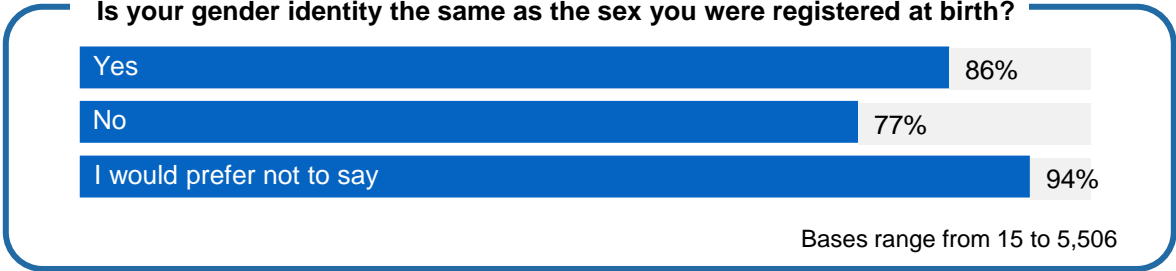 Is your gender identity the same as the sex you were registered at birth?
Yes 86%
No 77%
I would prefer not to say 94%
Bases range from 15 to 5,506